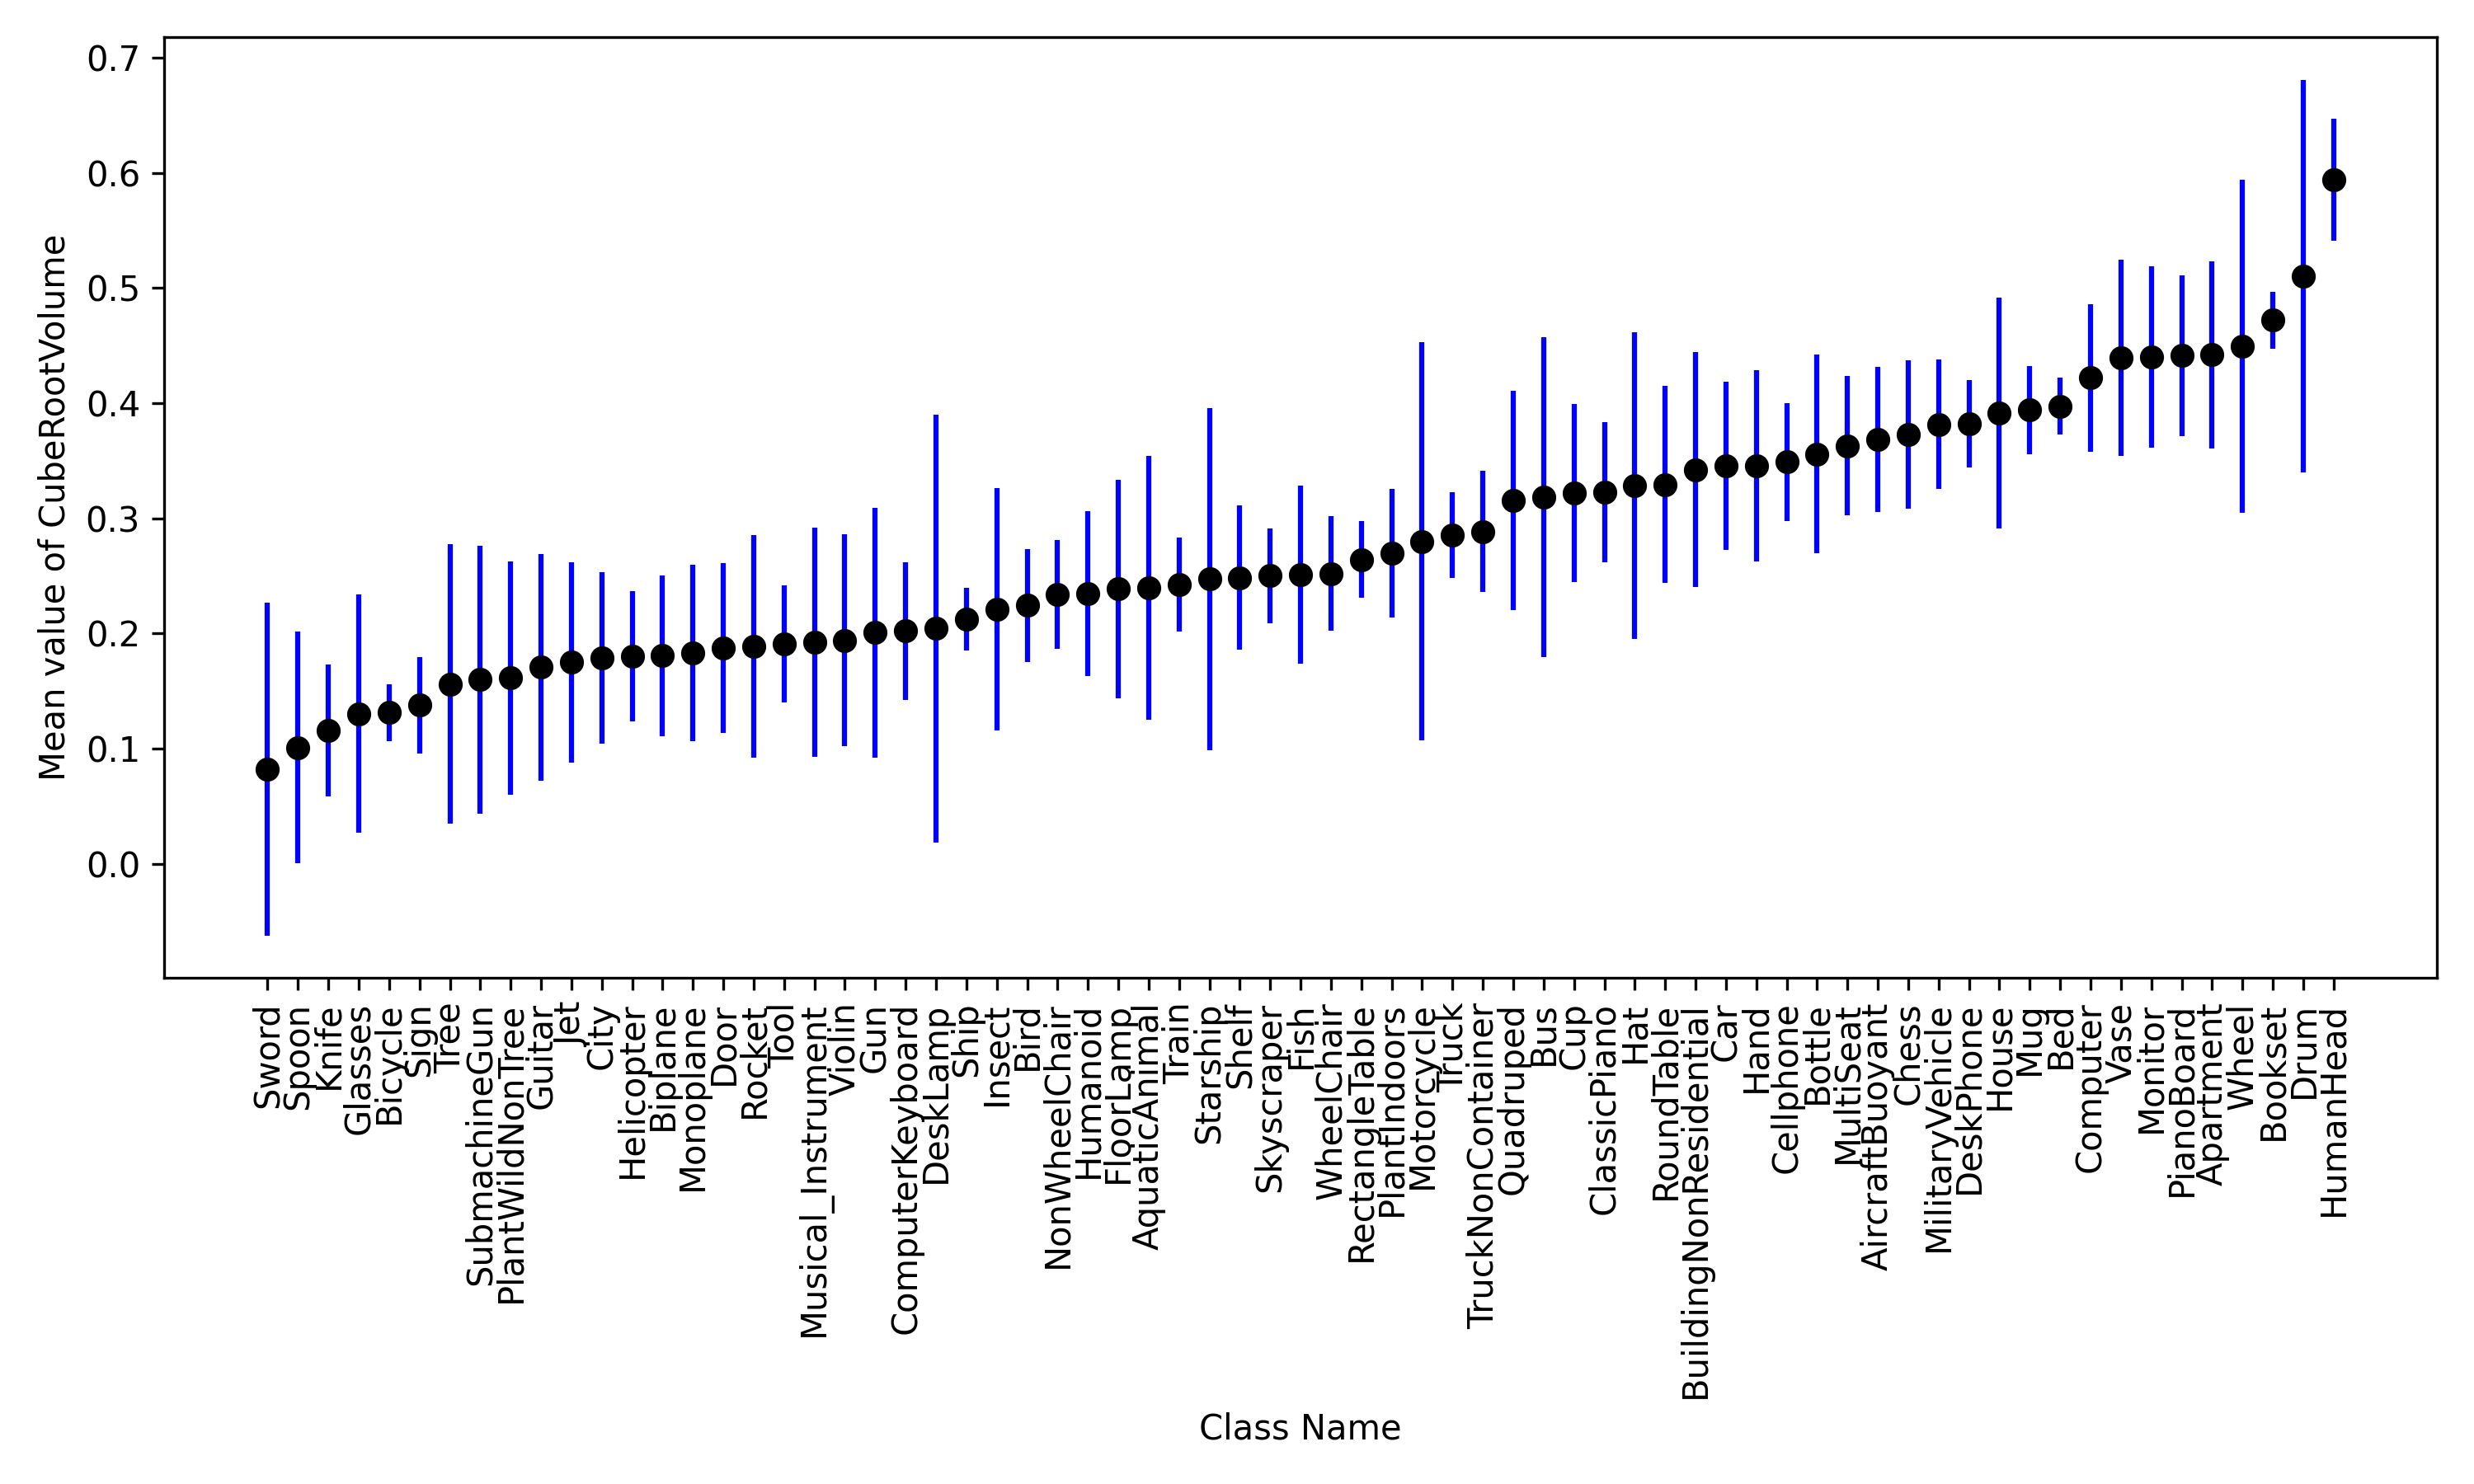 Mean value of CubeRootVolume
0.7
0.6
0.5
0.4
0.3
0.2
0.1
0.0
Sword
Spoon
Knife
Glasses
Bicycle
Sign
Tree
SubmachineGun
PlantWildNonTree
Guitar
Jet
City
Helicopter
Biplane
Monoplane
Door
Rocket
Tool
Musical_Instrument
Violin
Gun
ComputerKeyboard
DeskLamp
Ship
Insect
Bird
NonWheelChair
Humanoid
FloorLamp
AquaticAnimal
Train
Starship
Shelf
Skyscraper
Fish
WheelChair
RectangleTable
PlantIndoors
Motorcycle
Truck
TruckNonContainer
Quadruped
Bus
Cup
ClassicPiano
Hat
RoundTable
BuildingNonResidential
Car
Hand
Cellphone
Bottle
MultiSeat
AircraftBuoyant
Chess
MilitaryVehicle
DeskPhone
House
Mug
Bed
Computer
Vase
Monitor
PianoBoard
Apartment
Wheel
Bookset
Drum
HumanHead
Class Name